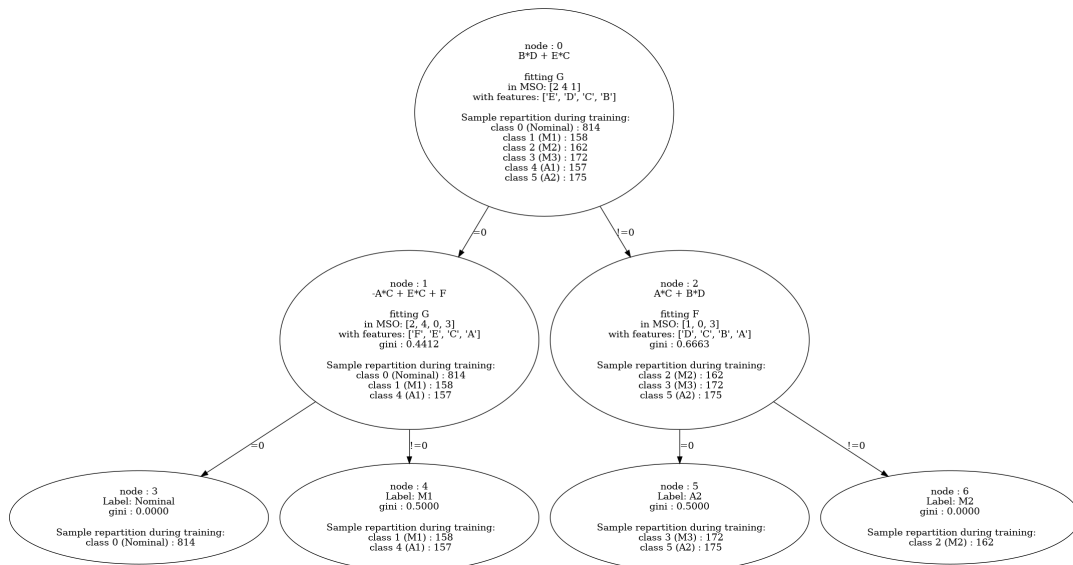 node : 0
B*D + E*C
fitting G
in MSO: [2 4 1]
with features: ['E', 'D', 'C', 'B']
Sample repartition during training:
class 0 (Nominal) : 814
class 1 (M1) : 158
class 2 (M2) : 162
class 3 (M3) : 172
class 4 (A1) : 157
class 5 (A2) : 175
=0
!=0
node : 1
-A*C + E*C + F
fitting G
in MSO: [2, 4, 0, 3]
with features: ['F', 'E', 'C', 'A']
gini : 0.4412
Sample repartition during training:
class 0 (Nominal) : 814
class 1 (M1) : 158
class 4 (A1) : 157
node : 2
A*C + B*D
fitting F
in MSO: [1, 0, 3]
with features: ['D', 'C', 'B', 'A']
gini : 0.6663
Sample repartition during training:
class 2 (M2) : 162
class 3 (M3) : 172
class 5 (A2) : 175
=0
!=0
=0
!=0
node : 3
Label: Nominal
gini : 0.0000
Sample repartition during training:
class 0 (Nominal) : 814
node : 4
Label: M1
gini : 0.5000
Sample repartition during training:
class 1 (M1) : 158
class 4 (A1) : 157
node : 5
Label: A2
gini : 0.5000
Sample repartition during training:
class 3 (M3) : 172
class 5 (A2) : 175
node : 6
Label: M2
gini : 0.0000
Sample repartition during training:
class 2 (M2) : 162